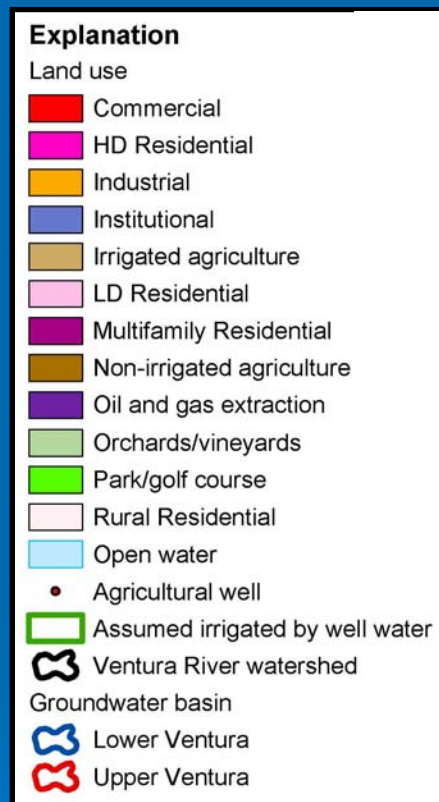 Explanation
Land use
Commercial
HD Residential
Industrial
Institutional
Irrigated agriculture
LD Residential
Multifamily Residential
Non-irrigated agriculture
Oil and gas extraction
Orchards/vineyards
Park/golf course
Rural Residential
Open water
Agricultural well
Assumed irrigated by well water
Ventura River watershed
Groundwater basin
Lower Ventura
Upper Ventura